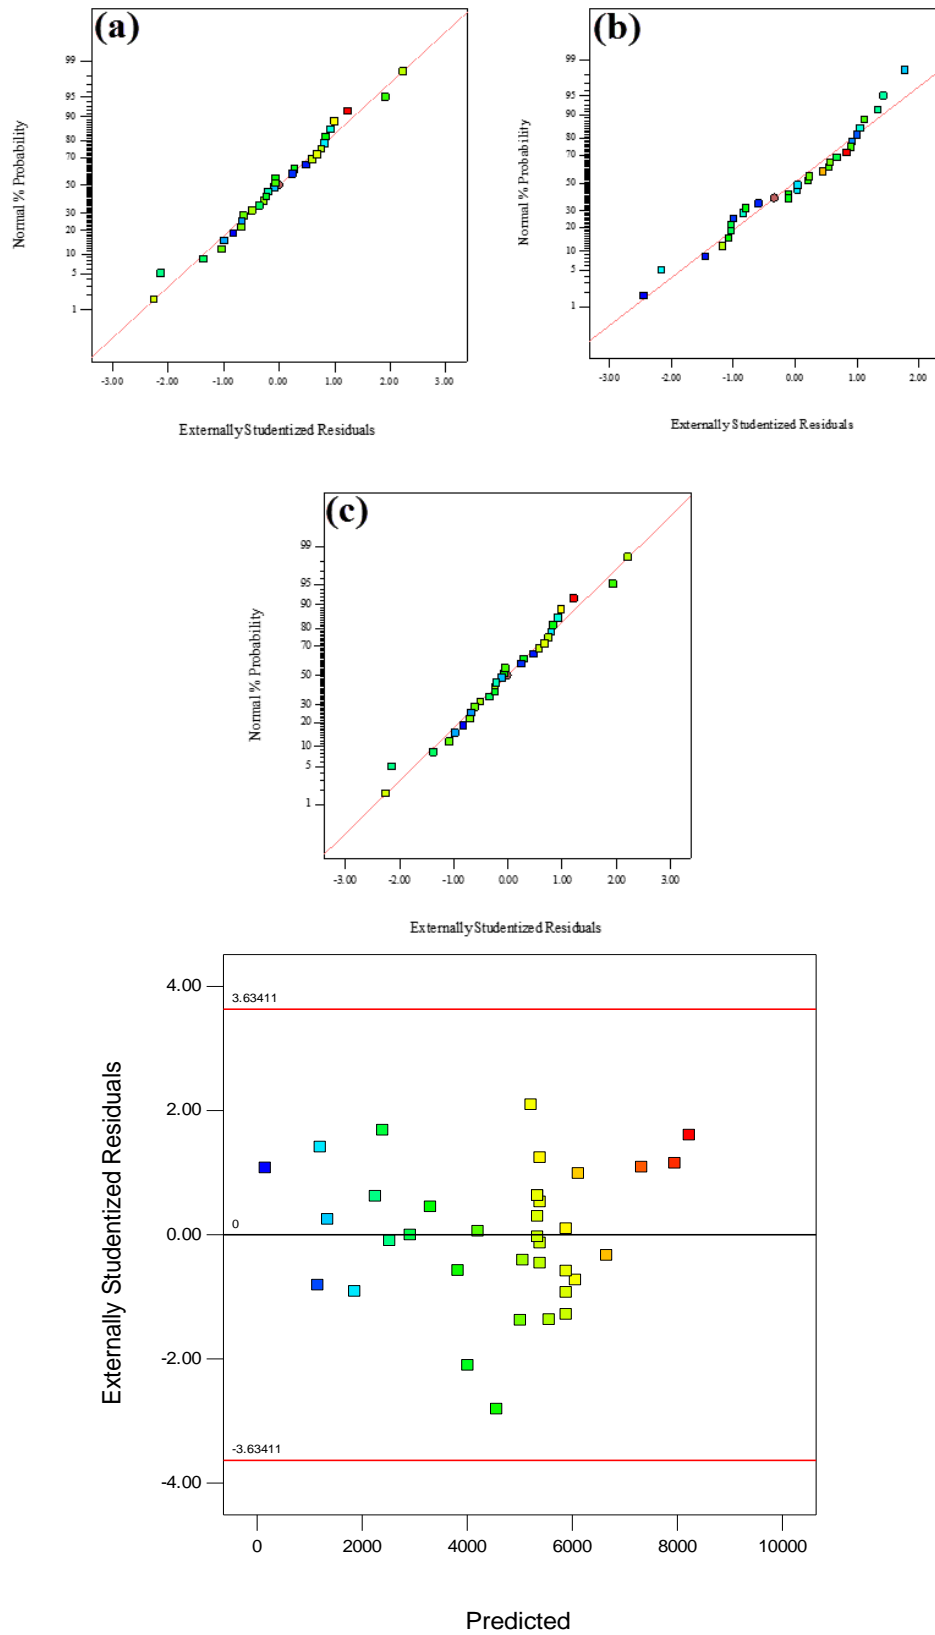 (a)
99
95
90
80
70
50
30
20
10
5
1
Normal % Probability
-3.00 -2.00 -1.00 0.00 1.00 2.00 3.00
Externally Studentized Residuals
(b)
99
95
90
80
70
50
30
20
10
5
1
Normal % Probability
-3.00 -2.00 -1.00 0.00 1.00 2.00
Externally Studentized Residuals
(c)
99
95
90
80
70
50
30
20
10
5
1
Normal % Probability
-3.00 -2.00 -1.00 0.00 1.00 2.00 3.00
Externally Studentized Residuals
4.00
3.63411
2.00
0
0.00
-2.00
-3.63411
-4.00
Externally Studentized Residuals
0 2000 4000 6000 8000 10000
Predicted